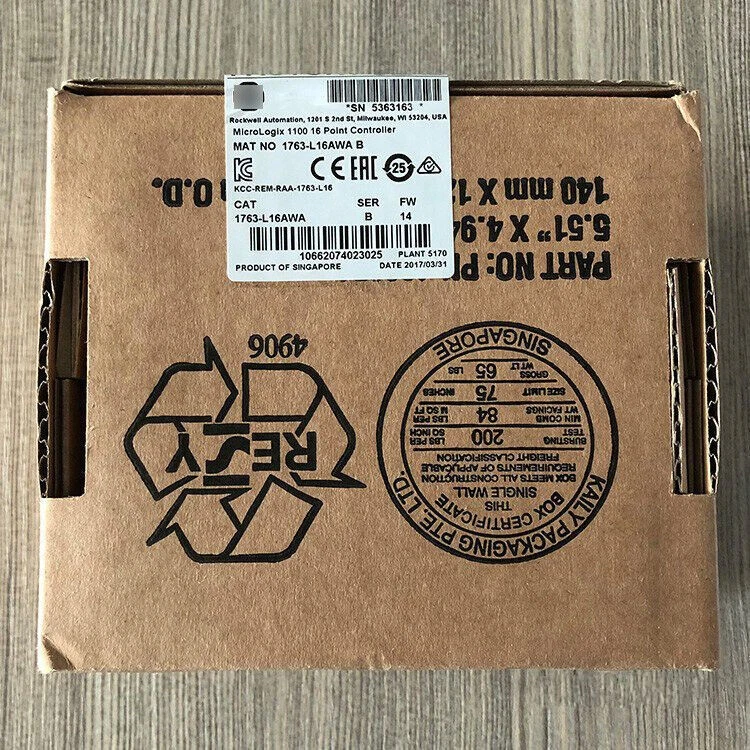 *SN 5363163 *
Rockwell Automation, 1201 S 2nd St, Milwaukee, WI 53204, USA
MicroLogix 1100 16 Point Controller
MAT NO 1763-L16AWA B
CE EAC 25
KCC-REM-RAA-1763-L16
CAT SER FW
1763-L16AWA B 14
10662074023025 PLANT 5170
PRODUCT OF SINGAPORE DATE 2017/03/31
PART NO:
5.51" X 4.94
140 mm X
O.D.
KAILY PACKAGING PTE. LTD.
BOX CERTIFICATE
THIS
SINGLE WALL
BOX MEETS ALL CONSTRUCTION
REQUIREMENTS OF APPLICABLE
FREIGHT CLASSIFICATION
BURSTING TEST 200 LBS PER SQ INCH
MIN COMB WT FACINGS 84 LBS PER M SQ FT
SIZE LIMIT 75 INCHES
GROSS WT LT 65 LBS
SINGAPORE
RESY
4906